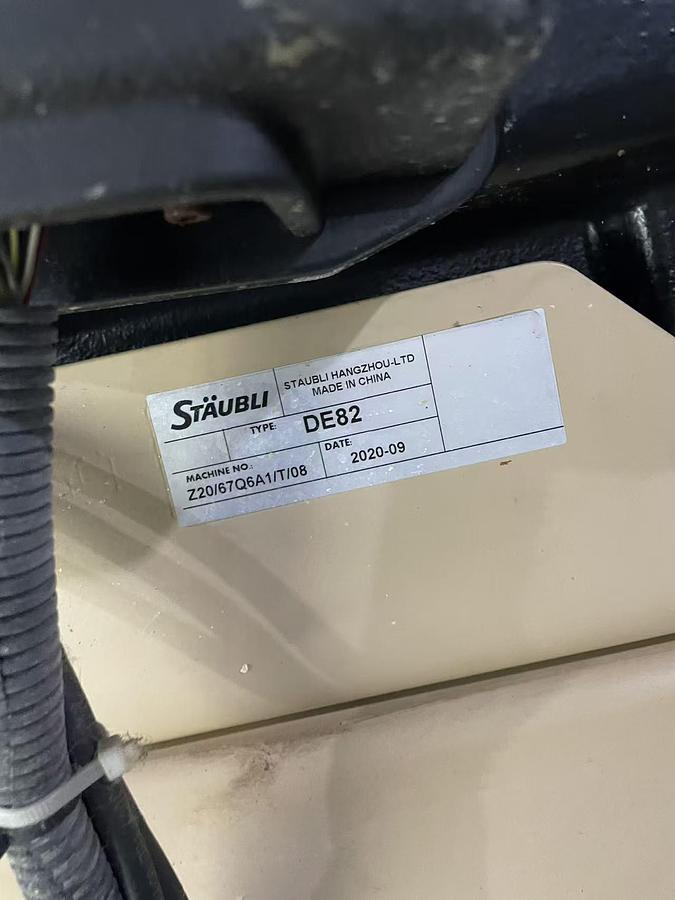 STÄUBLI
STAUBLI HANGZHOU-LTD
MADE IN CHINA
TYPE: DE82
MACHINE NO.: DATE:
Z20/67Q6A1/T/08 2020-09